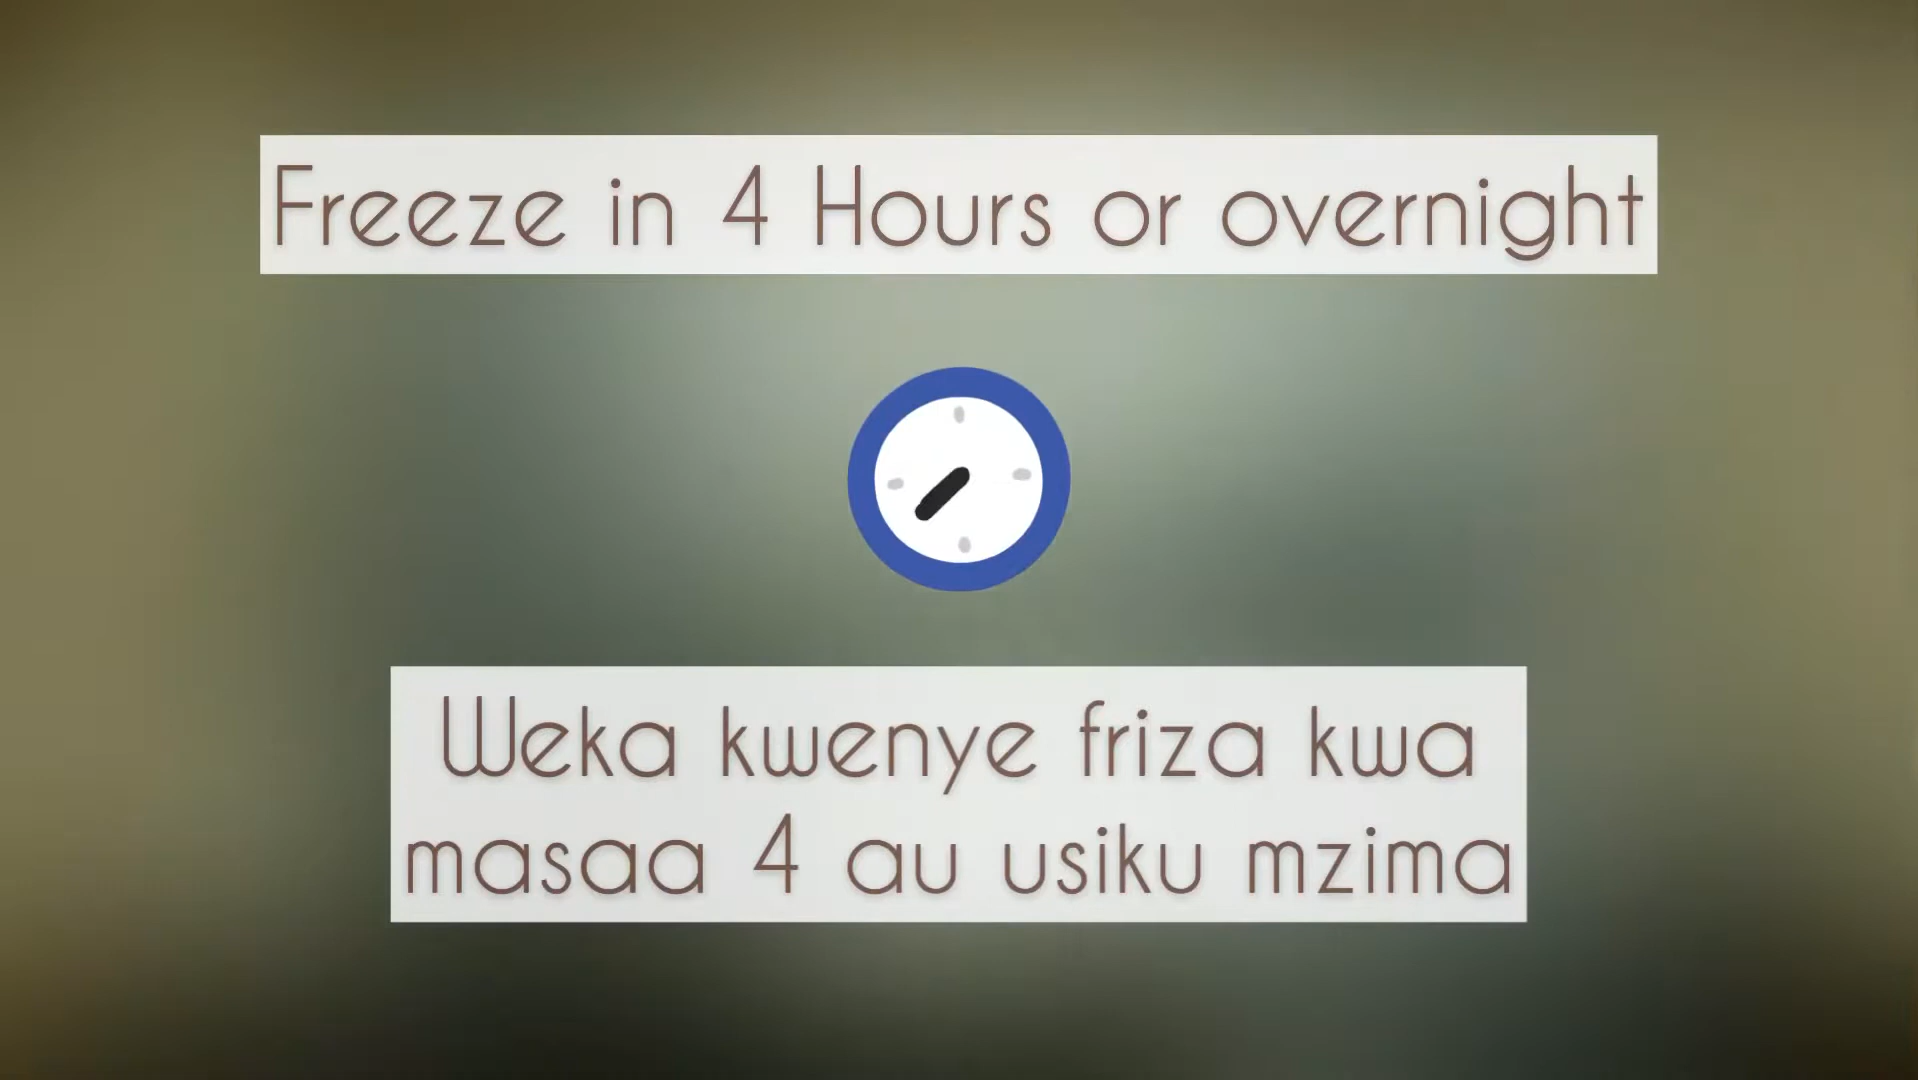 Freeze in 4 Hours or overnight
Weka kwenye friza kwa
masaa 4 au usiku mzima